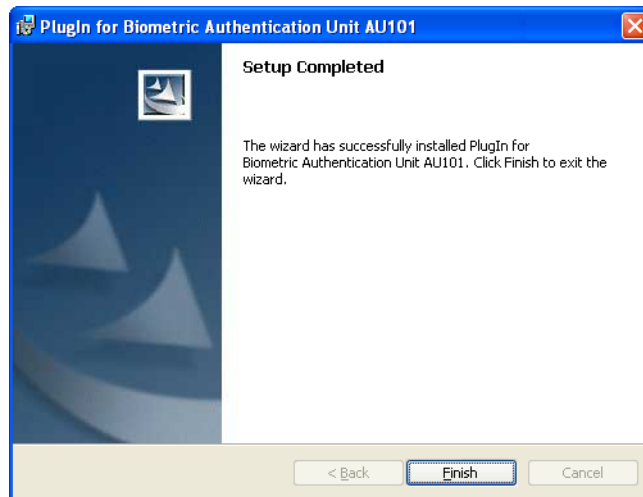 PlugIn for Biometric Authentication Unit AU101
Setup Completed
The wizard has successfully installed PlugIn for
Biometric Authentication Unit AU101. Click Finish to exit the
wizard.
< Back
Finish
Cancel